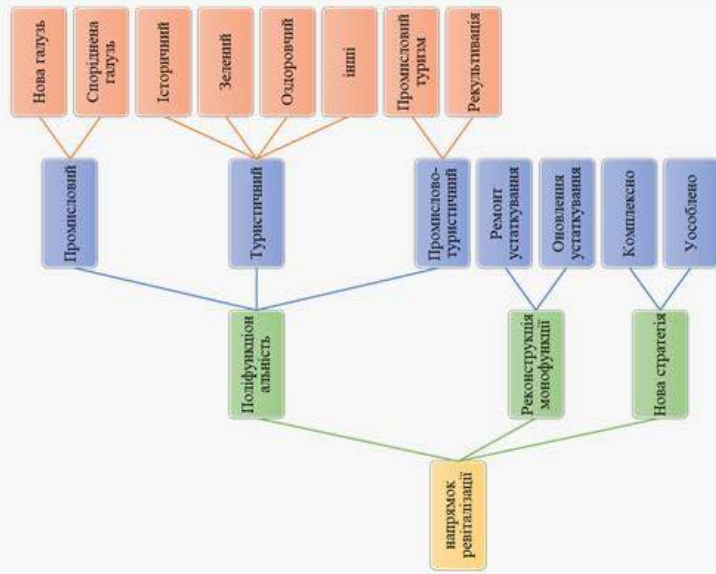 напрямок
ревіталізації
Поліфункціон
альність
Реконструкція
монофункції
Нова стратегія
Промисловий
Туристичний
Промислово-
туристичний
Ремонт
устаткування
Оновлення
устаткування
Комплексно
Уособлено
Нова галузь
Споріднена
галузь
Історичний
Зелений
Оздоровчий
інші
Промисловий
туризм
Рекультивація